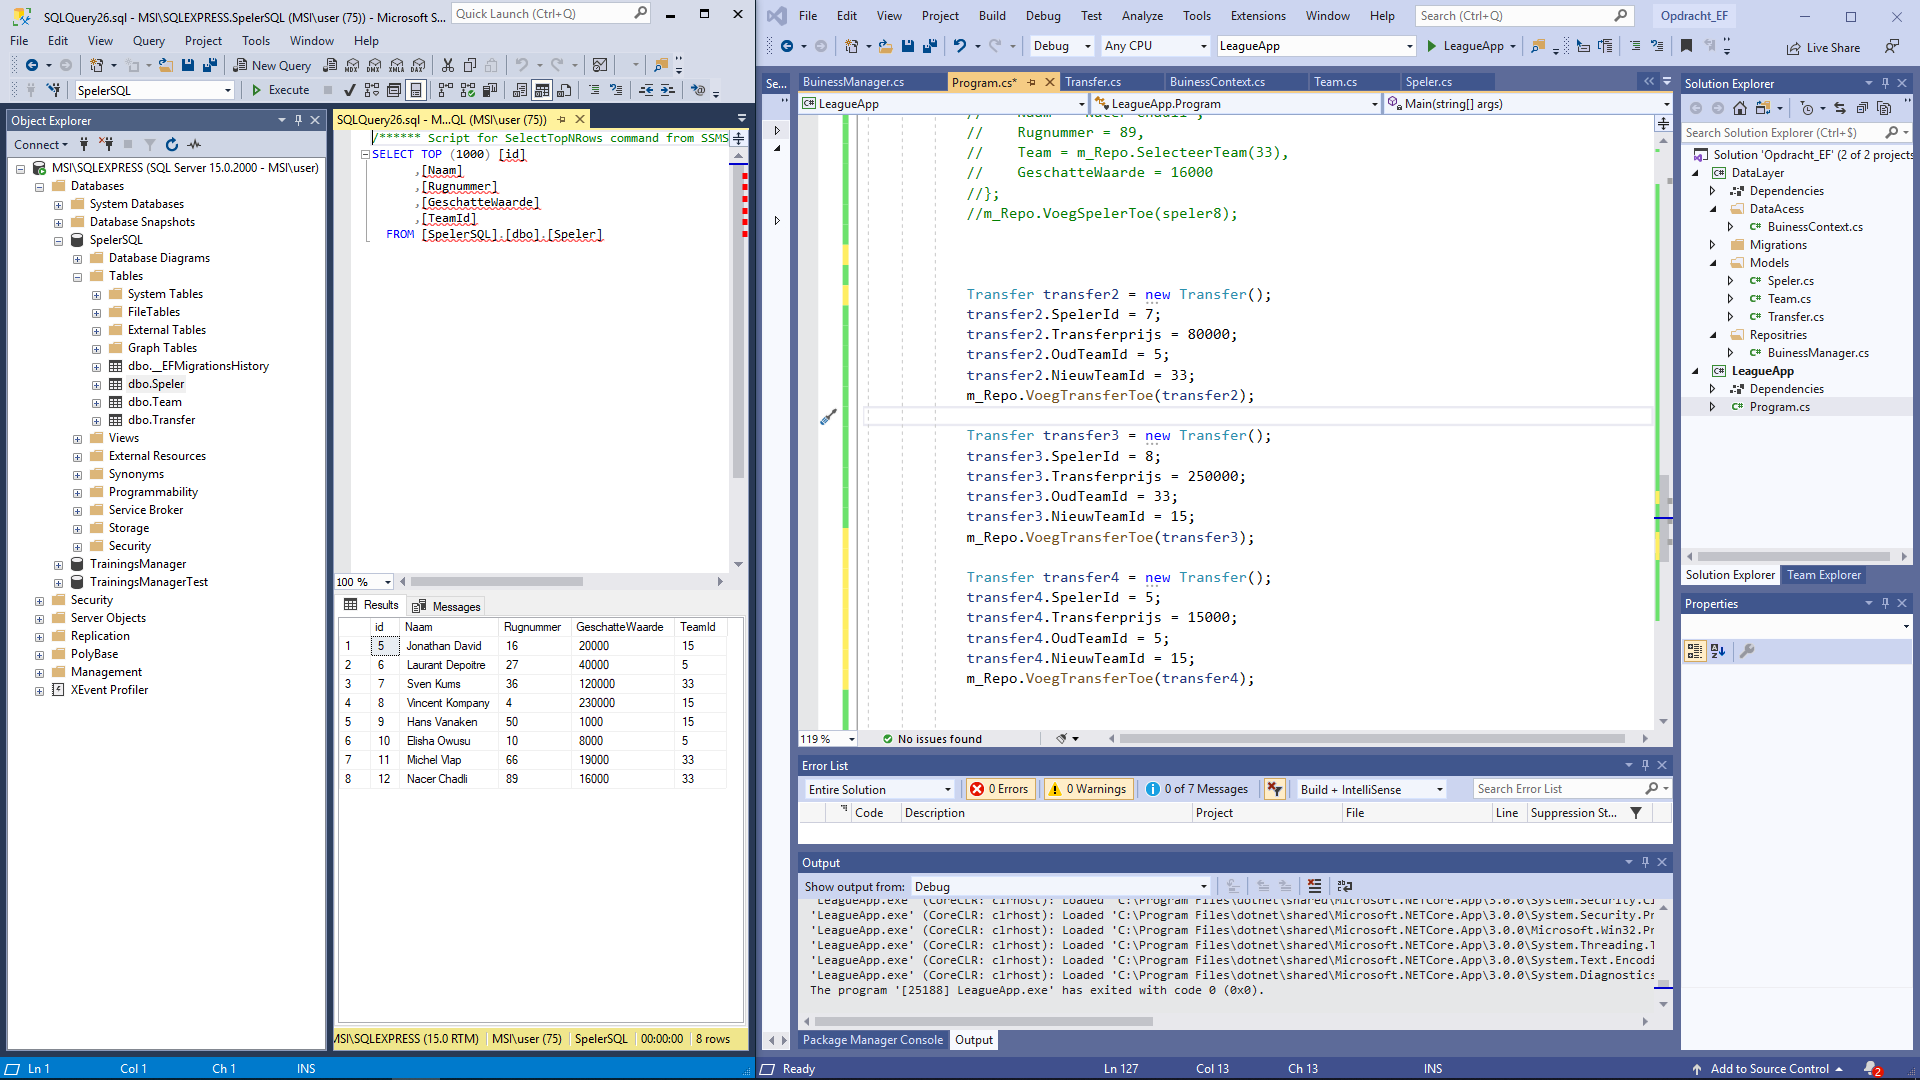 SQLQuery26.sql - MSI\SQLEXPRESS.SpelerSQL (MSI\user (75)) - Microsoft S...
Quick Launch (Ctrl+Q)
File Edit View Query Project Tools Window Help
New Query
SpelerSQL
Execute
Object Explorer
Connect
MSI\SQLEXPRESS (SQL Server 15.0.2000 - MSI\user)
Databases
System Databases
Database Snapshots
SpelerSQL
Database Diagrams
Tables
System Tables
FileTables
External Tables
Graph Tables
dbo.__EFMigrationsHistory
dbo.Speler
dbo.Team
dbo.Transfer
Views
External Resources
Synonyms
Programmability
Service Broker
Storage
Security
TrainingsManager
TrainingsManagerTest
Security
Server Objects
Replication
PolyBase
Management
XEvent Profiler
SQLQuery26.sql - M...QL (MSI\user (75))
/****** Script for SelectTopNRows command from SSMS
SELECT TOP (1000) [id]
,[Naam]
,[Rugnummer]
,[GeschatteWaarde]
,[TeamId]
FROM [SpelerSQL].[dbo].[Speler]
100 %
Results Messages
id Naam Rugnummer GeschatteWaarde TeamId
1 5 Jonathan David 16 20000 15
2 6 Laurant Depoitre 27 40000 5
3 7 Sven Kums 36 120000 33
4 8 Vincent Kompany 4 230000 15
5 9 Hans Vanaken 50 1000 15
6 10 Elisha Owusu 10 8000 5
7 11 Michel Vlap 66 19000 33
8 12 Nacer Chadli 89 16000 33
MSI\SQLEXPRESS (15.0 RTM) MSI\user (75) SpelerSQL 00:00:00 8 rows
Ln 1 Col 1 Ch 1 INS
File Edit View Project Build Debug Test Analyze Tools Extensions Window Help
Search (Ctrl+Q)
Opdracht_EF
Debug Any CPU LeagueApp LeagueApp
Live Share
Se...
BuinessManager.cs Program.cs* Transfer.cs BuinessContext.cs Team.cs Speler.cs
LeagueApp LeagueApp.Program Main(string[] args)
// Naam = "Nacer Chadli",
// Rugnummer = 89,
// Team = m_Repo.SelecteerTeam(33),
// GeschatteWaarde = 16000
//};
//m_Repo.VoegSpelerToe(speler8);
Transfer transfer2 = new Transfer();
transfer2.SpelerId = 7;
transfer2.Transferprijs = 80000;
transfer2.OudTeamId = 5;
transfer2.NieuwTeamId = 33;
m_Repo.VoegTransferToe(transfer2);
Transfer transfer3 = new Transfer();
transfer3.SpelerId = 8;
transfer3.Transferprijs = 250000;
transfer3.OudTeamId = 33;
transfer3.NieuwTeamId = 15;
m_Repo.VoegTransferToe(transfer3);
Transfer transfer4 = new Transfer();
transfer4.SpelerId = 5;
transfer4.Transferprijs = 15000;
transfer4.OudTeamId = 5;
transfer4.NieuwTeamId = 15;
m_Repo.VoegTransferToe(transfer4);
119 % No issues found
Error List
Entire Solution 0 Errors 0 Warnings 0 of 7 Messages Build + IntelliSense Search Error List
Code Description Project File Line Suppression St...
Output
Show output from: Debug
'LeagueApp.exe' (CoreCLR: clrhost): Loaded 'C:\Program Files\dotnet\shared\Microsoft.NETCore.App\3.0.0\System.Security.Cl
'LeagueApp.exe' (CoreCLR: clrhost): Loaded 'C:\Program Files\dotnet\shared\Microsoft.NETCore.App\3.0.0\System.Security.Pr
'LeagueApp.exe' (CoreCLR: clrhost): Loaded 'C:\Program Files\dotnet\shared\Microsoft.NETCore.App\3.0.0\Microsoft.Win32.Pr
'LeagueApp.exe' (CoreCLR: clrhost): Loaded 'C:\Program Files\dotnet\shared\Microsoft.NETCore.App\3.0.0\System.Threading.T
'LeagueApp.exe' (CoreCLR: clrhost): Loaded 'C:\Program Files\dotnet\shared\Microsoft.NETCore.App\3.0.0\System.Text.Encodi
'LeagueApp.exe' (CoreCLR: clrhost): Loaded 'C:\Program Files\dotnet\shared\Microsoft.NETCore.App\3.0.0\System.Diagnostics
The program '[25188] LeagueApp.exe' has exited with code 0 (0x0).
Package Manager Console Output
Solution Explorer
Search Solution Explorer (Ctrl+$)
Solution 'Opdracht_EF' (2 of 2 projects
DataLayer
Dependencies
DataAcess
BuinessContext.cs
Migrations
Models
Speler.cs
Team.cs
Transfer.cs
Repositries
BuinessManager.cs
LeagueApp
Dependencies
Program.cs
Solution Explorer Team Explorer
Properties
Ready Ln 127 Col 13 Ch 13 INS Add to Source Control 2